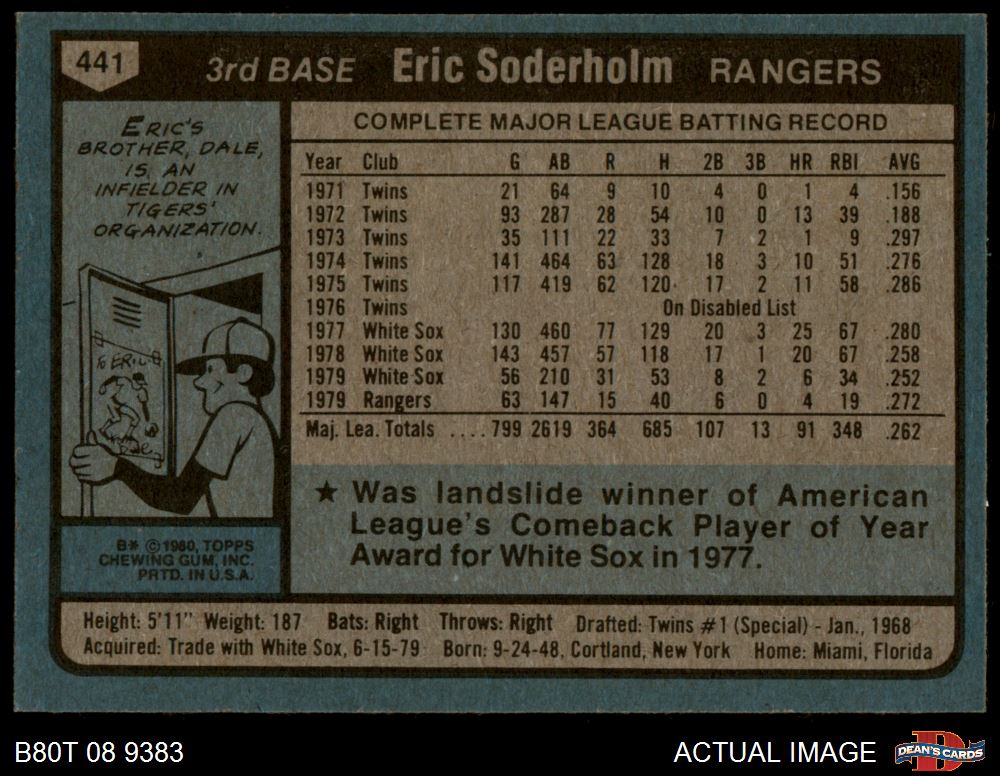 441 3rd BASE Eric Soderholm RANGERS
ERIC'S
BROTHER, DALE,
IS AN
INFIELDER IN
TIGERS'
ORGANIZATION.
TO ERIC
Dale
B* © 1980, TOPPS
CHEWING GUM, INC.
PRTD. IN U.S.A.
COMPLETE MAJOR LEAGUE BATTING RECORD
Year Club G AB R H 2B 3B HR RBI AVG
1971 Twins 21 64 9 10 4 0 1 4 .156
1972 Twins 93 287 28 54 10 0 13 39 .188
1973 Twins 35 111 22 33 7 2 1 9 .297
1974 Twins 141 464 63 128 18 3 10 51 .276
1975 Twins 117 419 62 120 17 2 11 58 .286
1976 Twins On Disabled List
1977 White Sox 130 460 77 129 20 3 25 67 .280
1978 White Sox 143 457 57 118 17 1 20 67 .258
1979 White Sox 56 210 31 53 8 2 6 34 .252
1979 Rangers 63 147 15 40 6 0 4 19 .272
Maj. Lea. Totals .... 799 2619 364 685 107 13 91 348 .262
★ Was landslide winner of American
League's Comeback Player of Year
Award for White Sox in 1977.
Height: 5'11" Weight: 187 Bats: Right Throws: Right Drafted: Twins #1 (Special) - Jan., 1968
Acquired: Trade with White Sox, 6-15-79 Born: 9-24-48, Cortland, New York Home: Miami, Florida
B80T 08 9383
ACTUAL IMAGE
DEAN'S CARDS